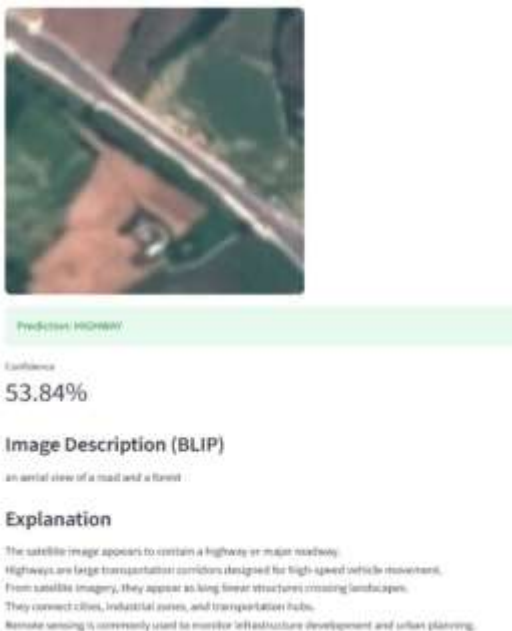 Prediction: HIGHWAY
Confidence
53.84%
Image Description (BLIP)
an aerial view of a road and a forest
Explanation
The satellite image appears to contain a highway or major roadway.
Highways are large transportation corridors designed for high-speed vehicle movement.
From satellite imagery, they appear as long linear structures crossing landscapes.
They connect cities, industrial zones, and transportation hubs.
Remote sensing is commonly used to monitor infrastructure development and urban planning.